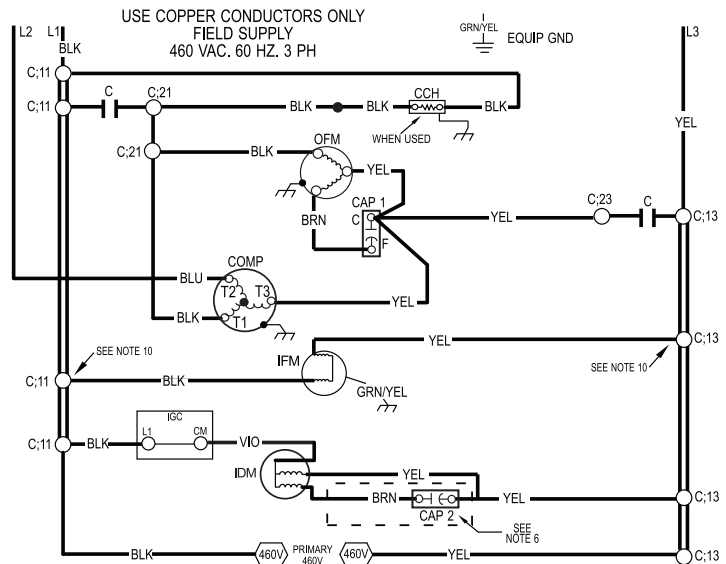 USE COPPER CONDUCTORS ONLY
FIELD SUPPLY
460 VAC. 60 HZ. 3 PH
GRN/YEL
EQUIP GND
L2
L1
L3
BLK
C;11
C;11
C
C;21
BLK
BLK
CCH
BLK
WHEN USED
YEL
C;21
BLK
OFM
YEL
BRN
CAP 1
C
F
YEL
C;23
C
C;13
COMP
BLU
T2
T3
T1
YEL
BLK
SEE NOTE 10
IFM
YEL
C;13
SEE NOTE 10
C;11
BLK
GRN/YEL
IGC
L1
CM
C;11
BLK
VIO
IDM
YEL
BRN
YEL
C;13
CAP 2
SEE
NOTE 6
BLK
460V
PRIMARY
460V
460V
YEL
C;13